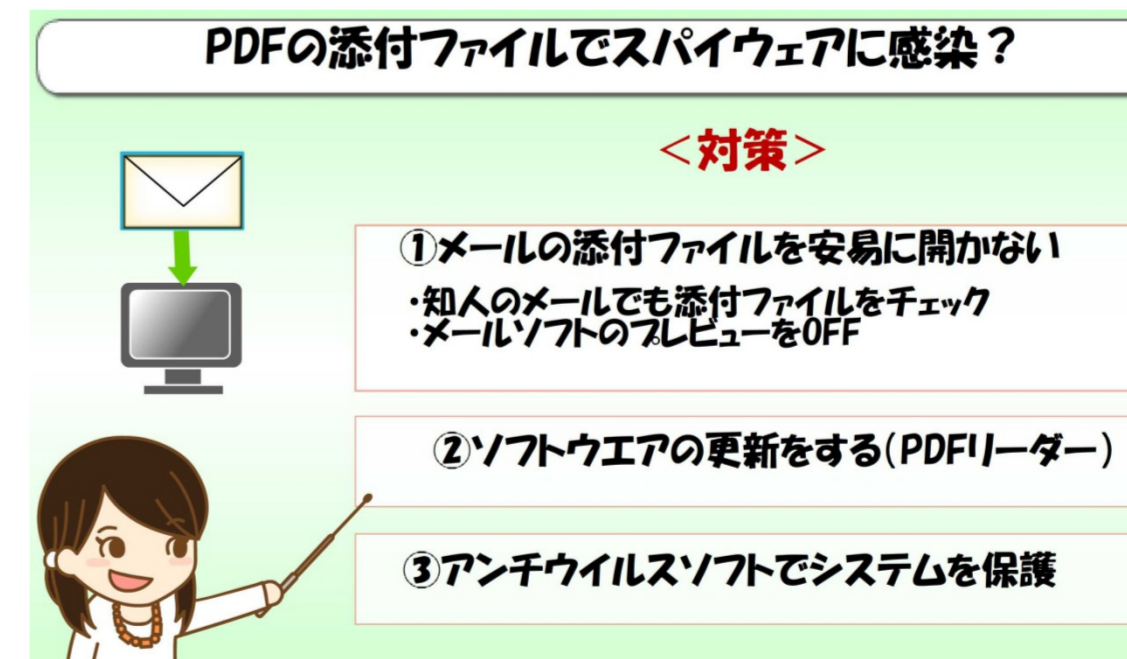 PDFの添付ファイルでスパイウェアに感染？
＜対策＞
①メールの添付ファイルを安易に開かない
・知人のメールでも添付ファイルをチェック
・メールソフトのプレビューをOFF
②ソフトウエアの更新をする(PDFリーダー)
③アンチウイルスソフトでシステムを保護